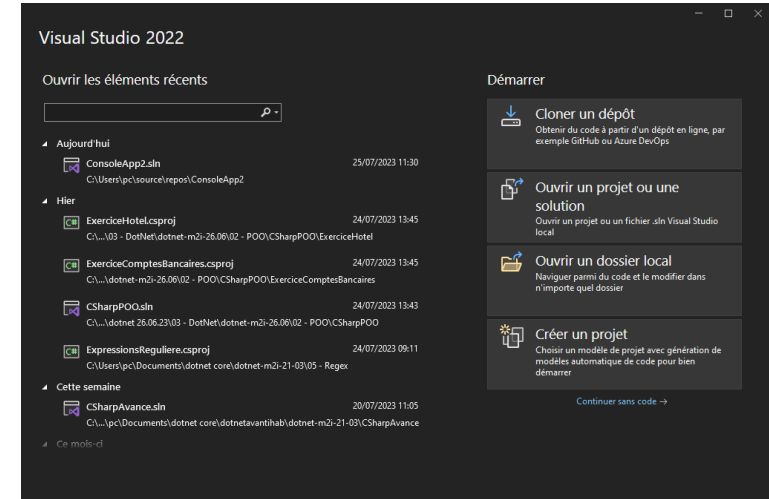 Visual Studio 2022
Ouvrir les éléments récents
Aujourd'hui
ConsoleApp2.sln 25/07/2023 11:30
C:\Users\pc\source\repos\ConsoleApp2
Hier
ExerciceHotel.csproj 24/07/2023 13:45
C:\...\03 - DotNet\dotnet-m2i-26.06\02 - POO\CSharpPOO\ExerciceHotel
ExerciceComptesBancaires.csproj 24/07/2023 13:45
C:\...\dotnet-m2i-26.06\02 - POO\CSharpPOO\ExerciceComptesBancaires
CSharpPOO.sln 24/07/2023 13:43
C:\...\dotnet 26.06.23\03 - DotNet\dotnet-m2i-26.06\02 - POO\CSharpPOO
ExpressionsReguliere.csproj 24/07/2023 09:11
C:\Users\pc\Documents\dotnet core\dotnet-m2i-21-03\05 - Regex
Cette semaine
CSharpAvance.sln 20/07/2023 11:05
C:\...\pc\Documents\dotnet core\dotnetavantihab\dotnet-m2i-21-03\CSharpAvance
Ce mois-ci
Démarrer
Cloner un dépôt
Obtenir du code à partir d'un dépôt en ligne, par
exemple GitHub ou Azure DevOps
Ouvrir un projet ou une
solution
Ouvrir un projet ou un fichier .sln Visual Studio
local
Ouvrir un dossier local
Naviguer parmi du code et le modifier dans
n'importe quel dossier
Créer un projet
Choisir un modèle de projet avec génération de
modèles automatique de code pour bien
démarrer
Continuer sans code →